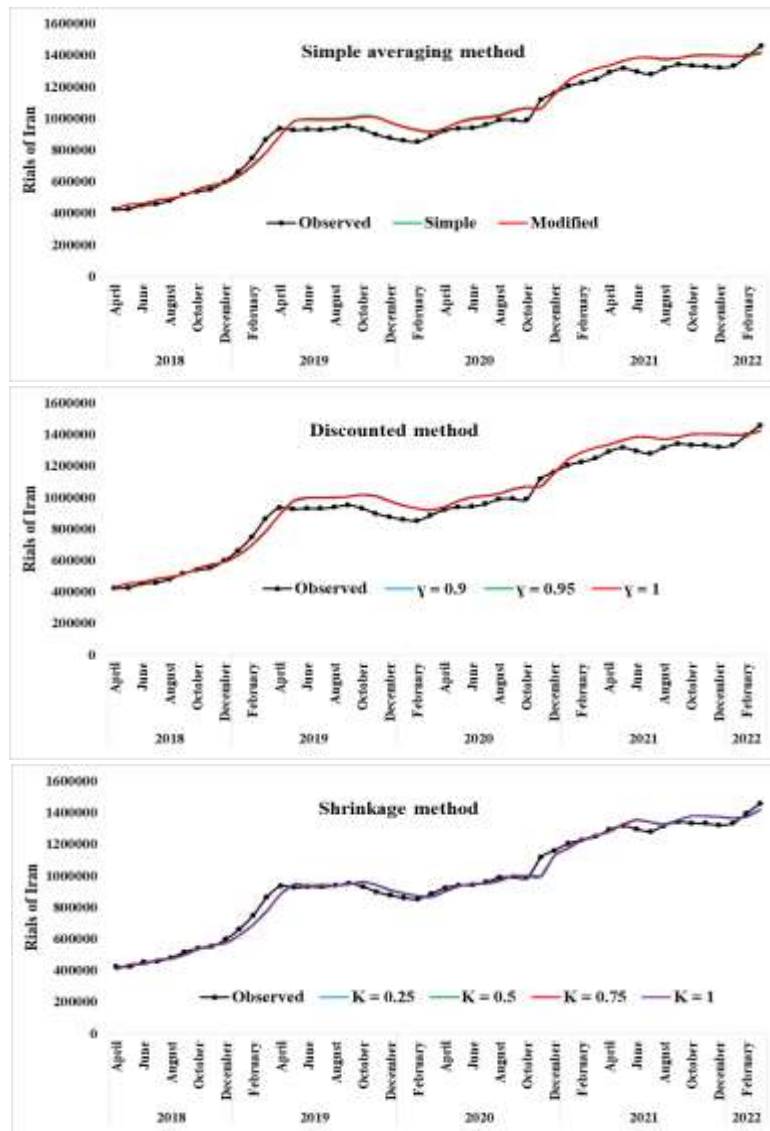 Simple averaging method
Rials of Iran
1600000
1400000
1200000
1000000
800000
600000
400000
200000
0
Observed Simple Modified
April June August October December February April June August October December February April June August October December February April June August October December February
2018 2019 2020 2021 2022
Discounted method
Rials of Iran
1600000
1400000
1200000
1000000
800000
600000
400000
200000
0
Observed γ = 0.9 γ = 0.95 γ = 1
April June August October December February April June August October December February April June August October December February April June August October December February
2018 2019 2020 2021 2022
Shrinkage method
Rials of Iran
1600000
1400000
1200000
1000000
800000
600000
400000
200000
0
Observed K = 0.25 K = 0.5 K = 0.75 K = 1
April June August October December February April June August October December February April June August October December February April June August October December February
2018 2019 2020 2021 2022